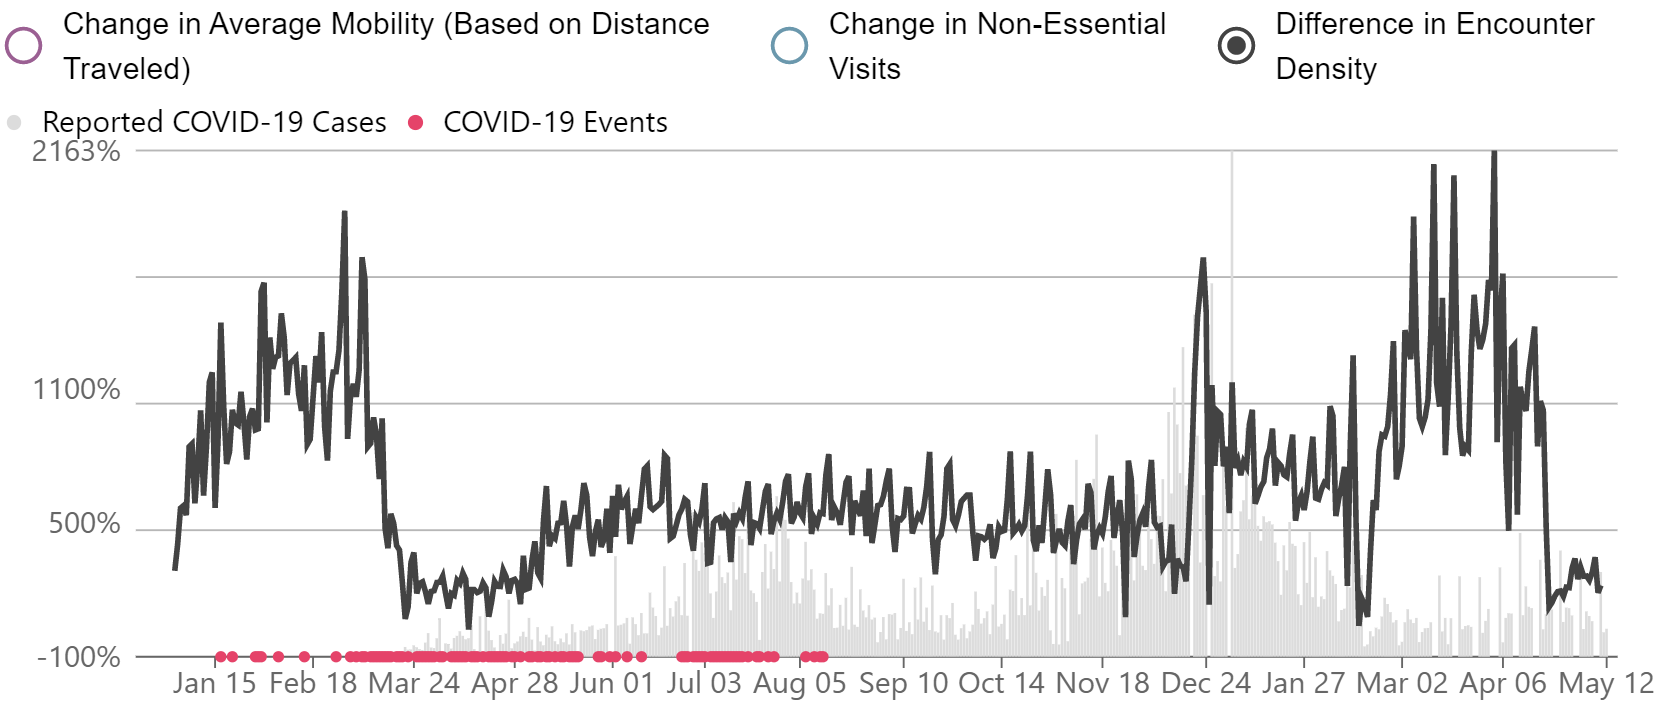 Change in Average Mobility (Based on Distance
Traveled)
Change in Non-Essential
Visits
Difference in Encounter
Density
Reported COVID-19 Cases
COVID-19 Events
2163%
1100%
500%
-100%
Jan 15 Feb 18 Mar 24 Apr 28 Jun 01 Jul 03 Aug 05 Sep 10 Oct 14 Nov 18 Dec 24 Jan 27 Mar 02 Apr 06 May 12